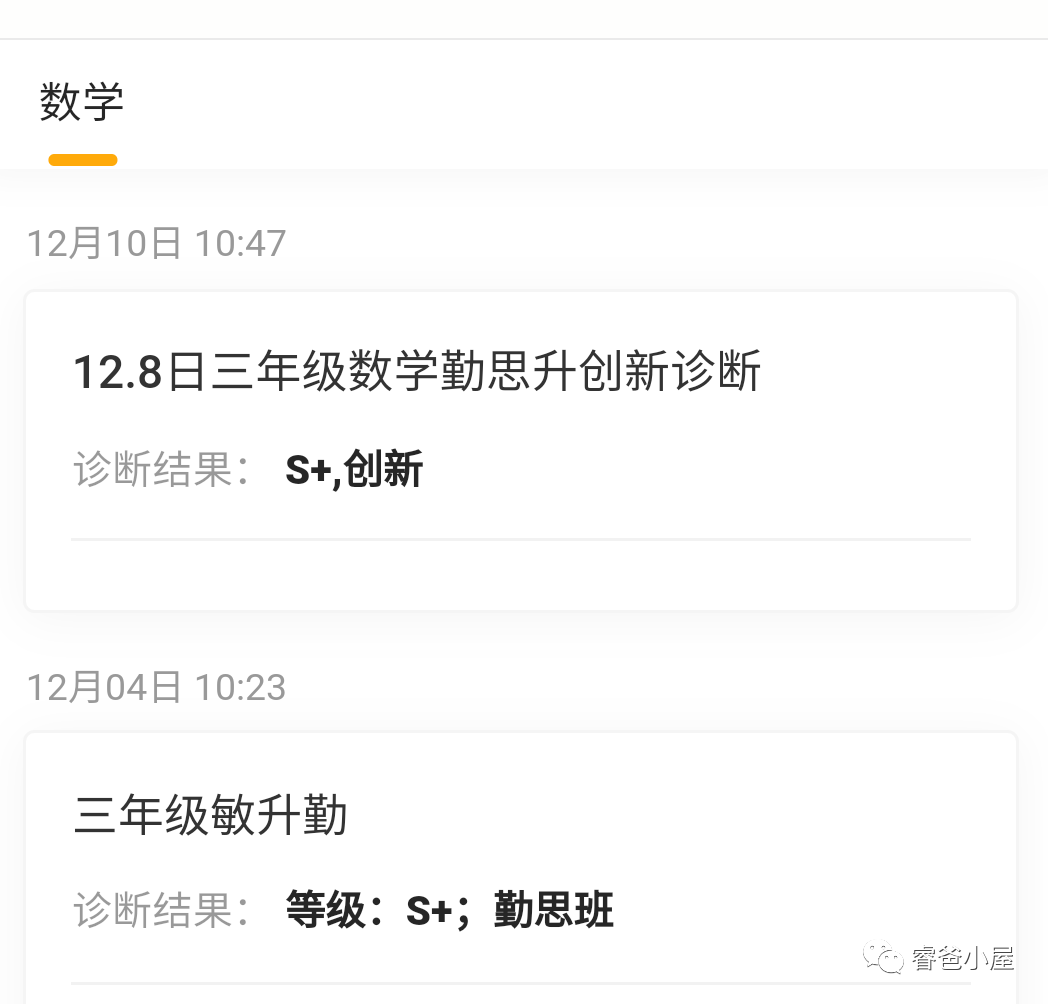 数学
12月10日 10:47
12.8日三年级数学勤思升创新诊断
诊断结果： S+,创新
12月04日 10:23
三年级敏升勤
诊断结果： 等级：S+；勤思班
睿爸小屋